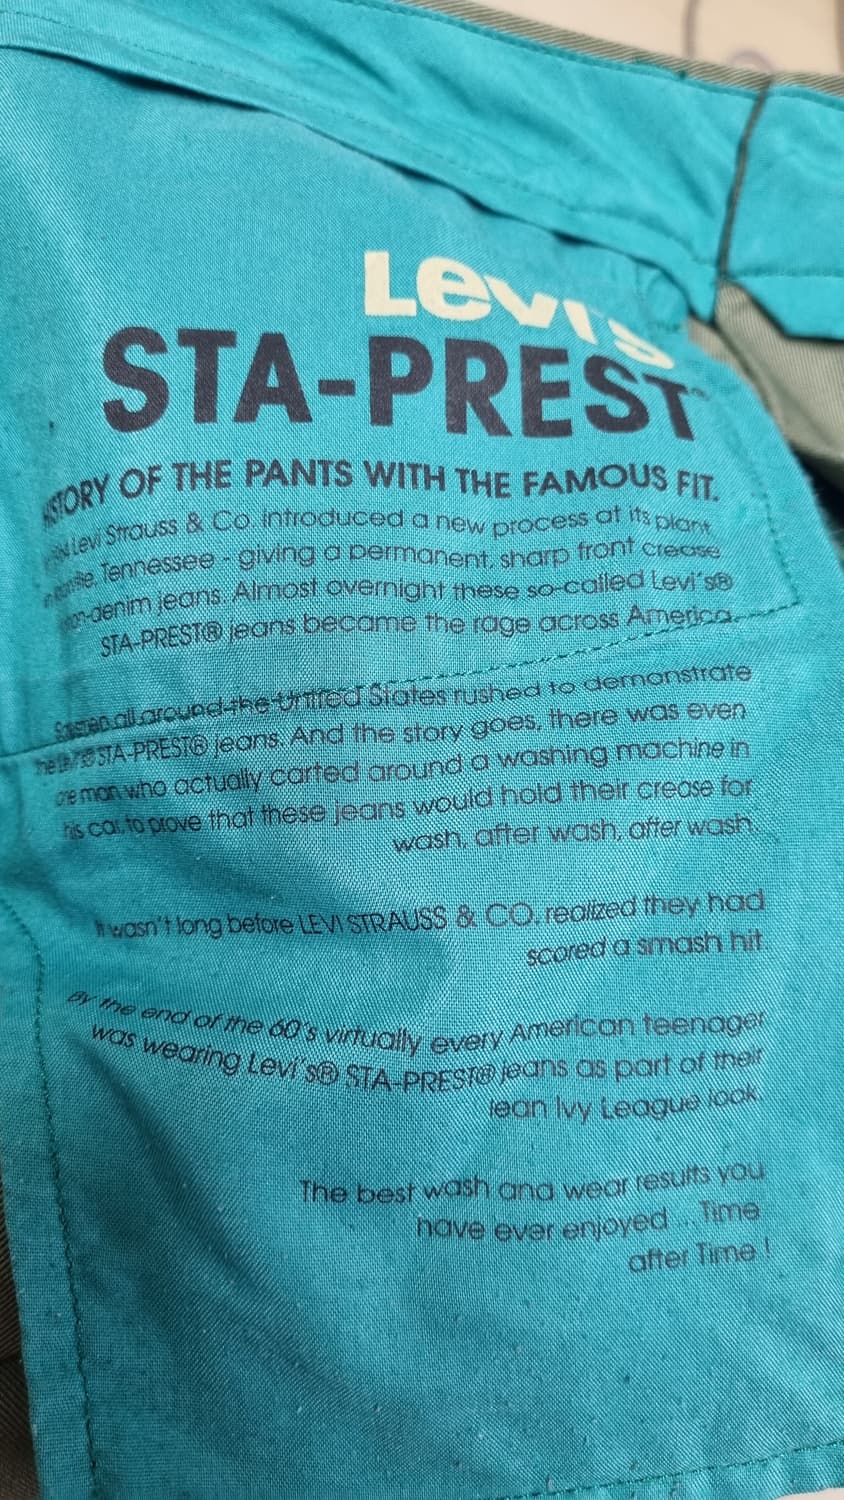 Levi's
STA-PREST™
HISTORY OF THE PANTS WITH THE FAMOUS FIT.
Levi Strauss & Co. introduced a new process at its plant
Tennessee - giving a permanent, sharp front crease
non-denim jeans. Almost overnight these so-called Levi's®
STA-PREST® jeans became the rage across America.
Salesmen all around the United States rushed to demonstrate
the Levi's® STA-PREST® jeans. And the story goes, there was even
one man who actually carted around a washing machine in
his car, to prove that these jeans would hold their crease for
wash, after wash, after wash.
It wasn't long before LEVI STRAUSS & CO. realized they had
scored a smash hit.
By the end of the 60's virtually every American teenager
was wearing Levi's® STA-PREST® jeans as part of their
lean Ivy League look.
The best wash and wear results you
have ever enjoyed ... Time
after Time !